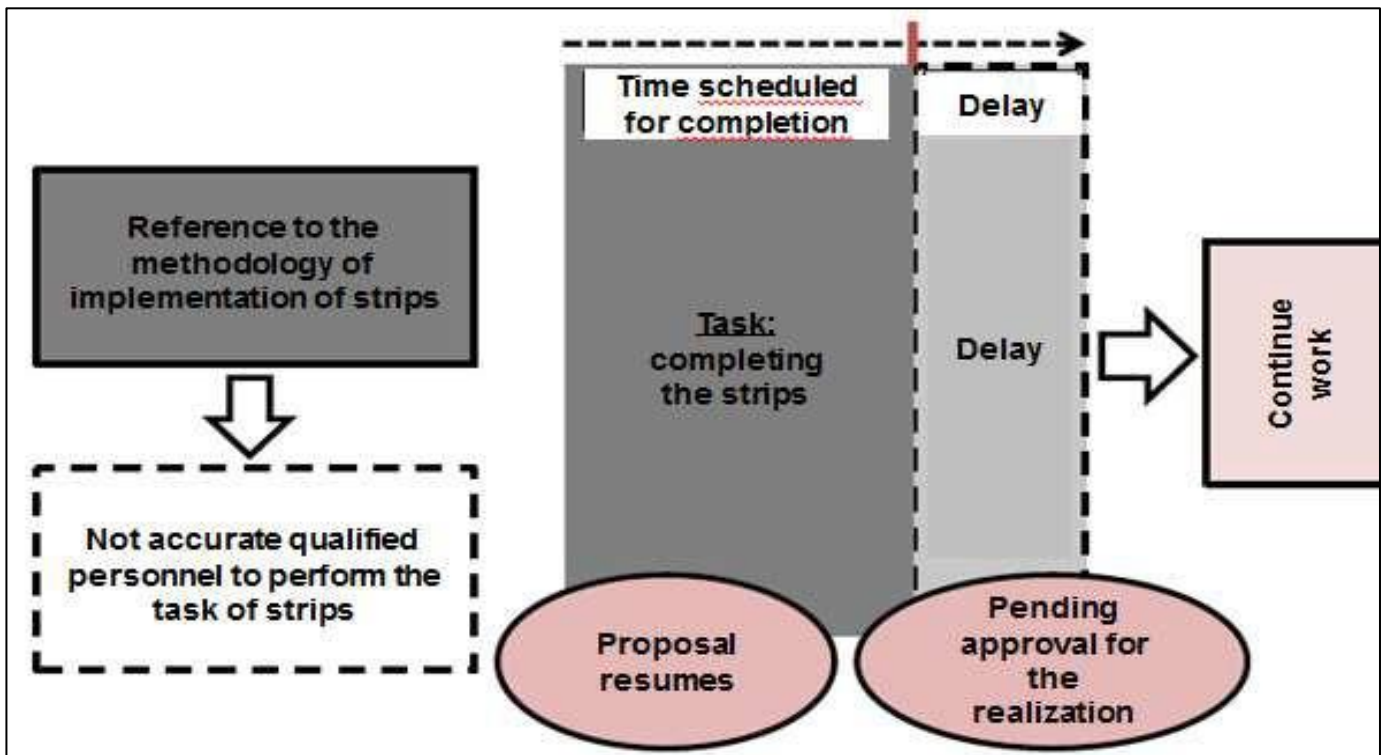 Time scheduled
for completion
Delay
Reference to the
methodology of
implementation of strips
Task:
completing
the strips
Delay
Continue
work
Not accurate qualified
personnel to perform the
task of strips
Proposal
resumes
Pending
approval for
the
realization